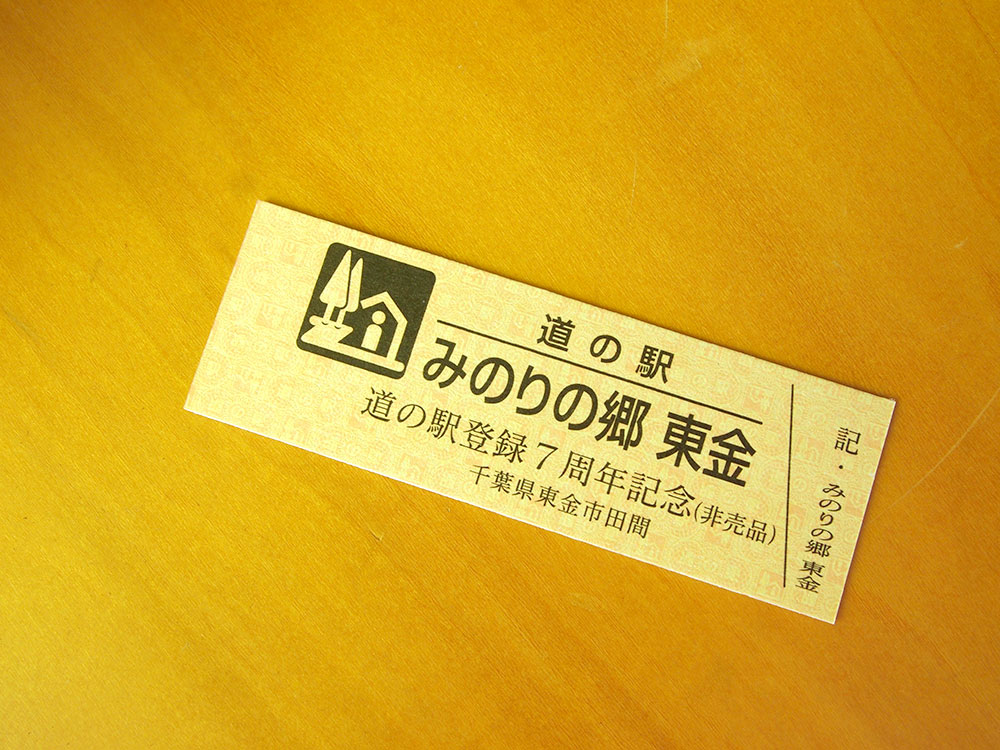 道の駅
みのりの郷 東金
道の駅登録7周年記念(非売品)
千葉県東金市田間
記・みのりの郷 東金